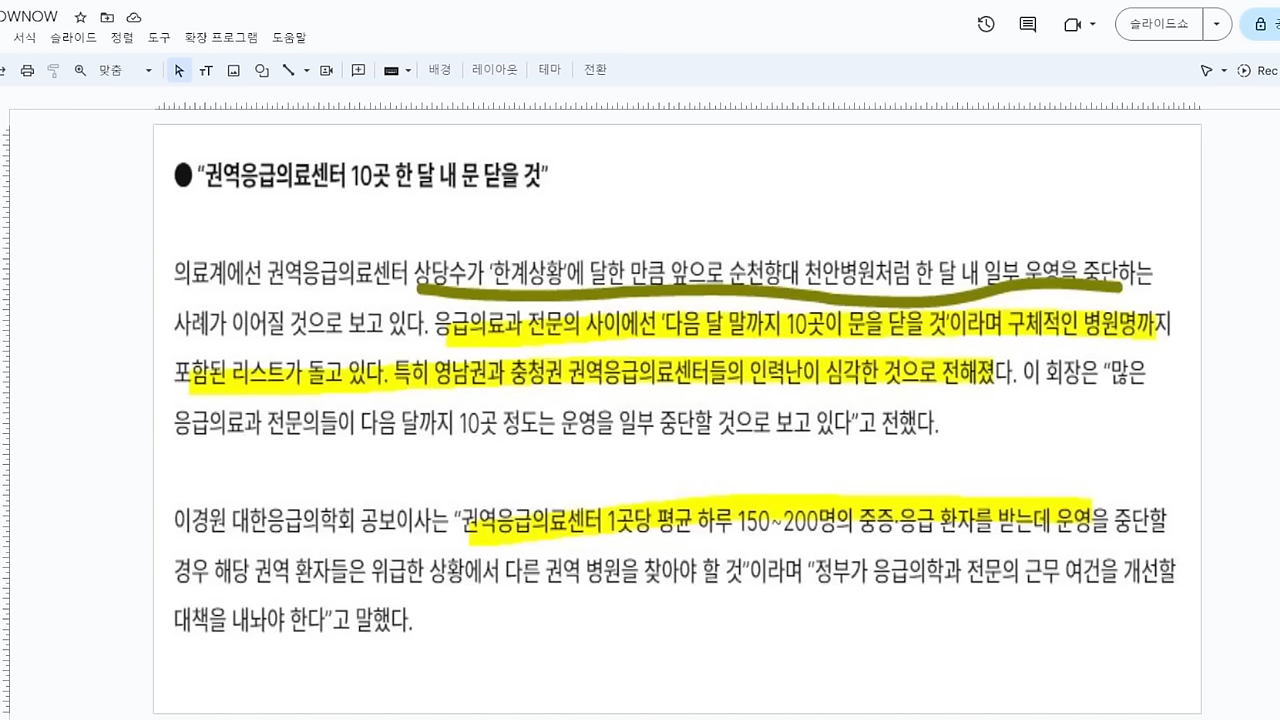 OWNOW
서식 슬라이드 정렬 도구 확장 프로그램 도움말
슬라이드쇼
맞춤 배경 레이아웃 테마 전환 Rec
● “권역응급의료센터 10곳 한 달 내 문 닫을 것”
의료계에선 권역응급의료센터 상당수가 ‘한계상황’에 달한 만큼 앞으로 순천향대 천안병원처럼 한 달 내 일부 운영을 중단하는
사례가 이어질 것으로 보고 있다. 응급의료과 전문의 사이에선 ‘다음 달 말까지 10곳이 문을 닫을 것’이라며 구체적인 병원명까지
포함된 리스트가 돌고 있다. 특히 영남권과 충청권 권역응급의료센터들의 인력난이 심각한 것으로 전해졌다. 이 회장은 “많은
응급의료과 전문의들이 다음 달까지 10곳 정도는 운영을 일부 중단할 것으로 보고 있다”고 전했다.
이경원 대한응급의학회 공보이사는 “권역응급의료센터 1곳당 평균 하루 150~200명의 중증·응급 환자를 받는데 운영을 중단할
경우 해당 권역 환자들은 위급한 상황에서 다른 권역 병원을 찾아야 할 것”이라며 “정부가 응급의학과 전문의 근무 여건을 개선할
대책을 내놔야 한다”고 말했다.